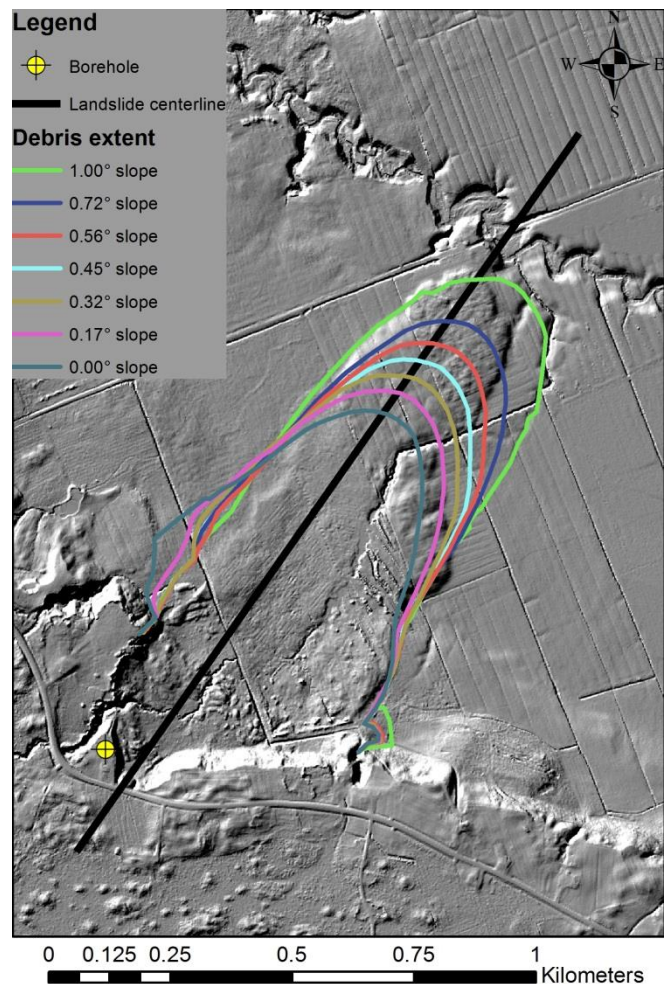 Legend
Borehole
Landslide centerline
Debris extent
1.00° slope
0.72° slope
0.56° slope
0.45° slope
0.32° slope
0.17° slope
0.00° slope
N
W E
S
0 0.125 0.25 0.5 0.75 1
Kilometers